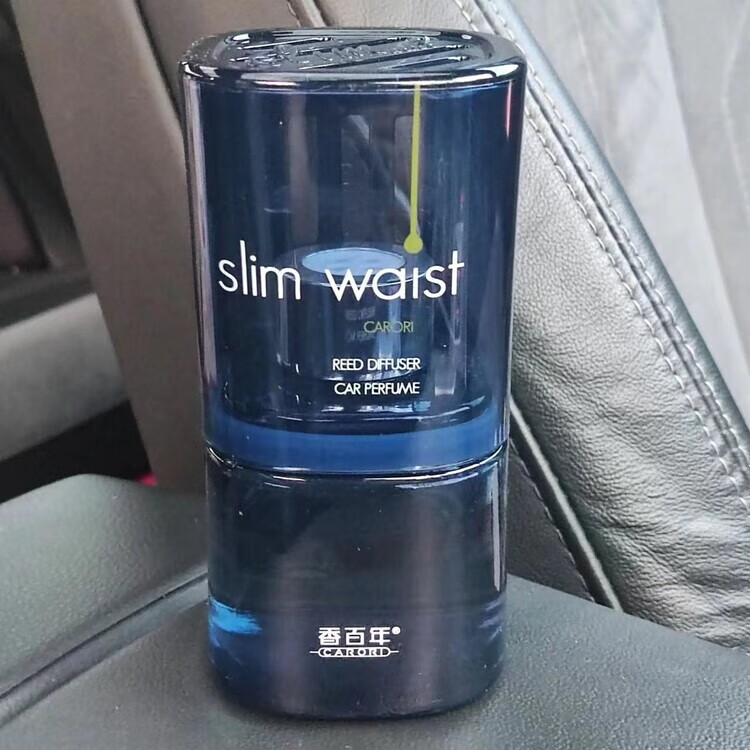 slim waist
CARORI
REED DIFFUSER
CAR PERFUME
香百年®
CARORI